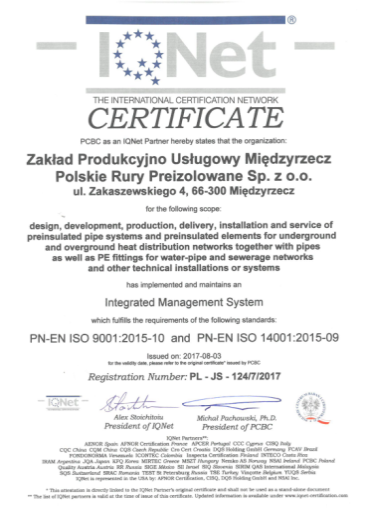 IQNet ®
THE INTERNATIONAL CERTIFICATION NETWORK
CERTIFICATE
PCBC as an IQNet Partner hereby states that the organization:
Zakład Produkcyjno Usługowy Międzyrzecz
Polskie Rury Preizolowane Sp. z o.o.
ul. Zakaszewskiego 4, 66-300 Międzyrzecz
for the following scope:
design, development, production, delivery, installation and service of
preinsulated pipe systems and preinsulated elements for underground
and overground heat distribution networks together with pipes
as well as PE fittings for water-pipe and sewerage networks
and other technical installations or systems
has implemented and maintains an
Integrated Management System
which fulfills the requirements of the following standards:
PN-EN ISO 9001:2015-10 and PN-EN ISO 14001:2015-09
Issued on: 2017-08-03
for the validity date, please refer to the original certificate* issued by PCBC
Registration Number: PL - JS - 124/7/2017
IQNet
Alex Stoichitoiu
President of IQNet
Michał Pachowski, Ph.D.
President of PCBC
IQNet Partners**:
AENOR Spain AFNOR Certification France APCER Portugal CCC Cyprus CISQ Italy
CQC China CQM China CQS Czech Republic Cro Cert Croatia DQS Holding GmbH Germany FCAV Brazil
FONDONORMA Venezuela ICONTEC Colombia Inspecta Certification Finland INTECO Costa Rica
IRAM Argentina JQA Japan KFQ Korea MIRTEC Greece MSZT Hungary Nemko AS Norway NSAI Ireland PCBC Poland
Quality Austria Austria RR Russia SIGE México SII Israel SIQ Slovenia SIRIM QAS International Malaysia
SQS Switzerland SRAC Romania TEST St Petersburg Russia TSE Turkey Vinçotte Belgium YUQS Serbia
IQNet is represented in the USA by: AFNOR Certification, CISQ, DQS Holding GmbH and NSAI Inc.
* This attestation is directly linked to the IQNet Partner's original certificate and shall not be used as a stand-alone document
** The list of IQNet partners is valid at the time of issue of this certificate. Updated information is available under www.iqnet-certification.com